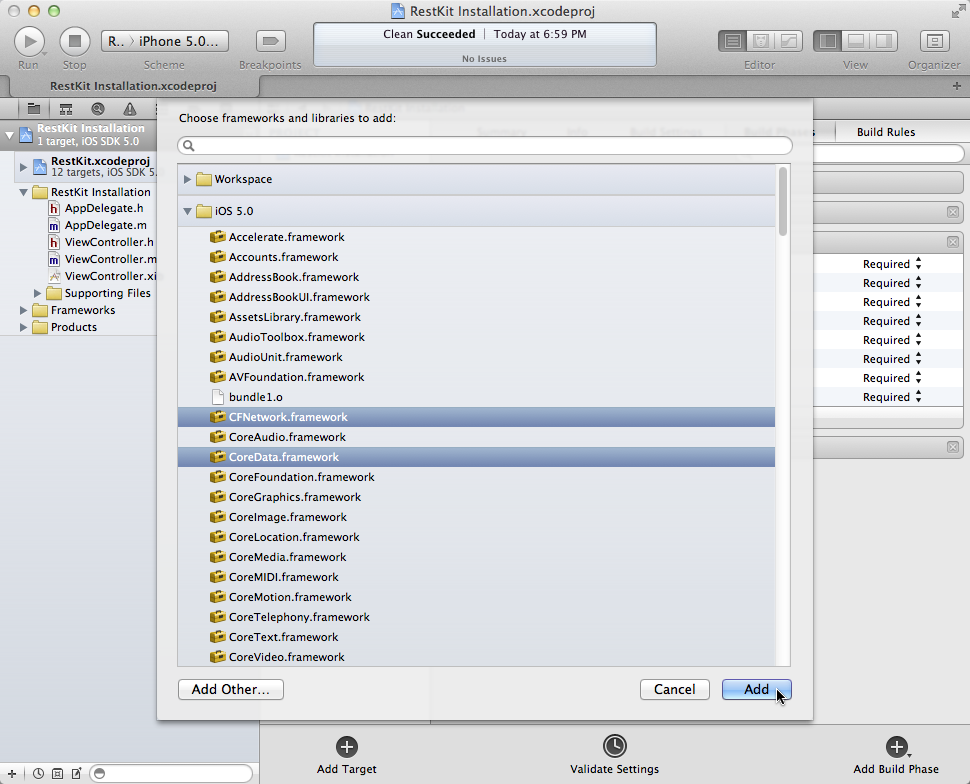 RestKit Installation.xcodeproj
R.. iPhone 5.0...
Clean Succeeded | Today at 6:59 PM
No Issues
Run Stop Scheme Breakpoints Editor View Organizer
RestKit Installation.xcodeproj
RestKit Installation
1 target, iOS SDK 5.0
RestKit.xcodeproj
12 targets, iOS SDK 5.
RestKit Installation
AppDelegate.h
AppDelegate.m
ViewController.h
ViewController.m
ViewController.xi
Supporting Files
Frameworks
Products
Choose frameworks and libraries to add:
Workspace
iOS 5.0
Accelerate.framework
Accounts.framework
AddressBook.framework
AddressBookUI.framework
AssetsLibrary.framework
AudioToolbox.framework
AudioUnit.framework
AVFoundation.framework
bundle1.o
CFNetwork.framework
CoreAudio.framework
CoreData.framework
CoreFoundation.framework
CoreGraphics.framework
CoreImage.framework
CoreLocation.framework
CoreMedia.framework
CoreMIDI.framework
CoreMotion.framework
CoreTelephony.framework
CoreText.framework
CoreVideo.framework
Add Other...
Cancel
Add
Build Rules
Required
Required
Required
Required
Required
Required
Required
Required
Add Target
Validate Settings
Add Build Phase